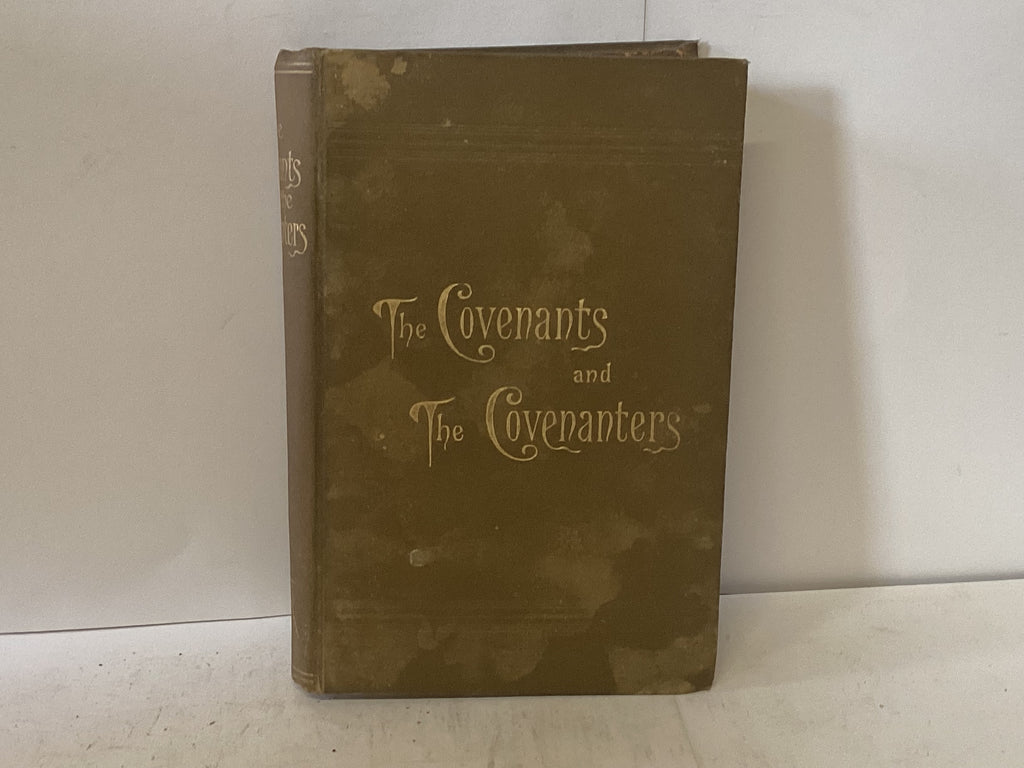 The Covenants
and
The Covenanters